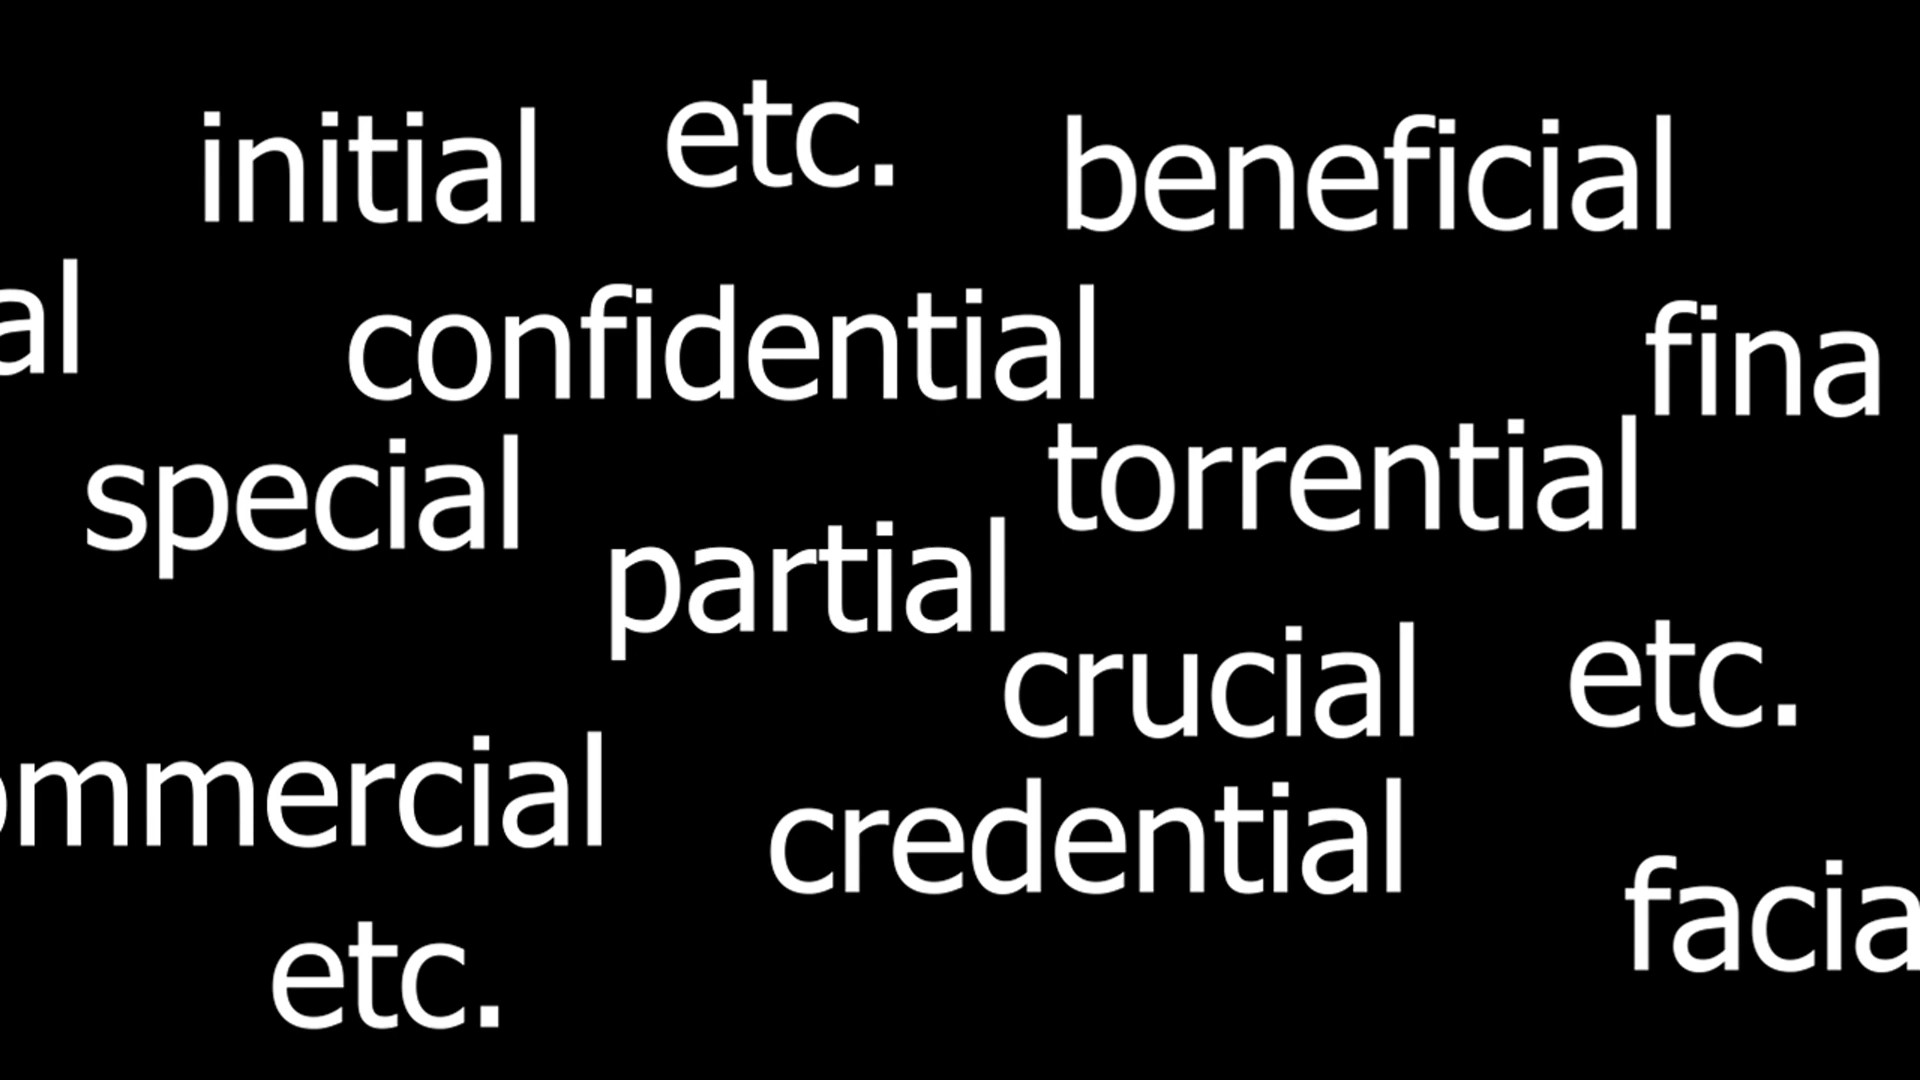 initial etc. beneficial
al confidential fina
special torrential
partial
crucial etc.
ommercial credential
facia
etc.